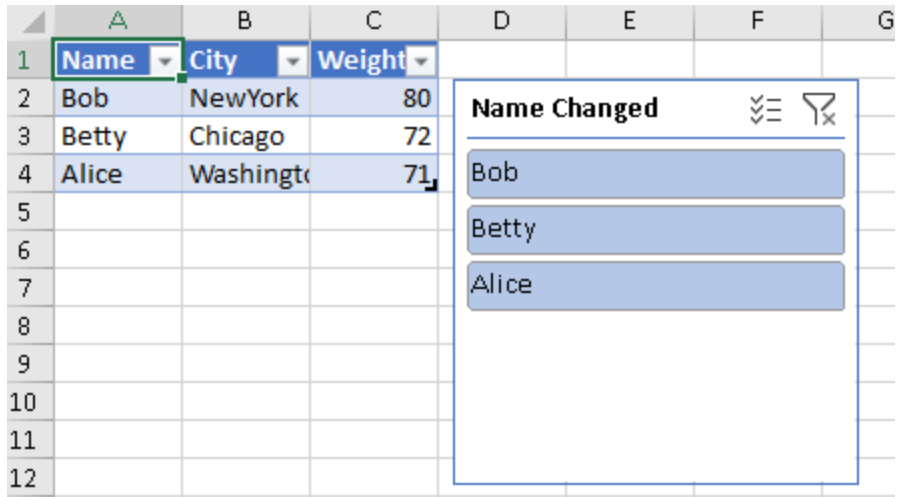 A B C D E F G
1 Name City Weight
2 Bob NewYork 80
3 Betty Chicago 72
4 Alice Washingt 71
5
6
7
8
9
10
11
12
Name Changed
Bob
Betty
Alice